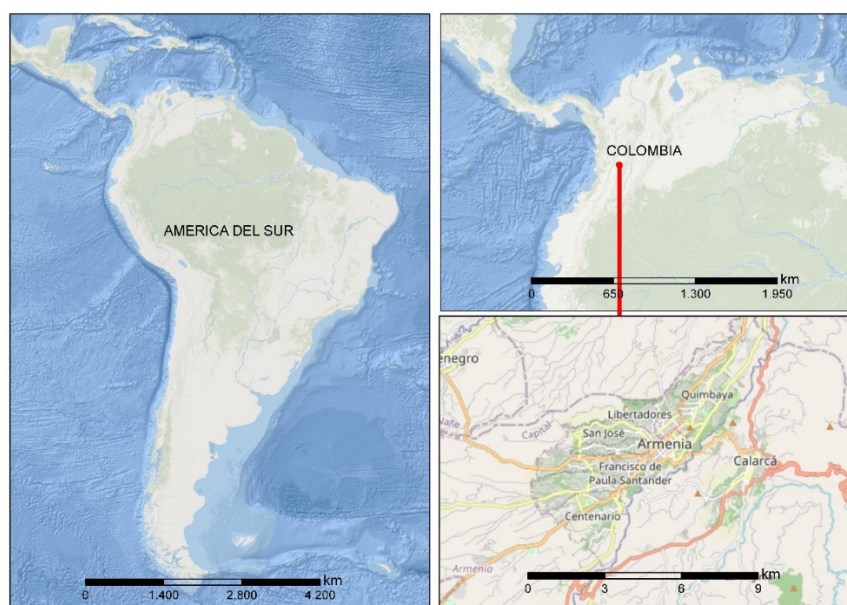 AMERICA DEL SUR
km
0 1.400 2.800 4.200
COLOMBIA
km
0 650 1.300 1.950
enegro
Quimbaya
Libertadores
Capital
San José
Armenia
Calarcá
Francisco de
Paula Santander
Centenario
Armenia
km
0 3 6 9